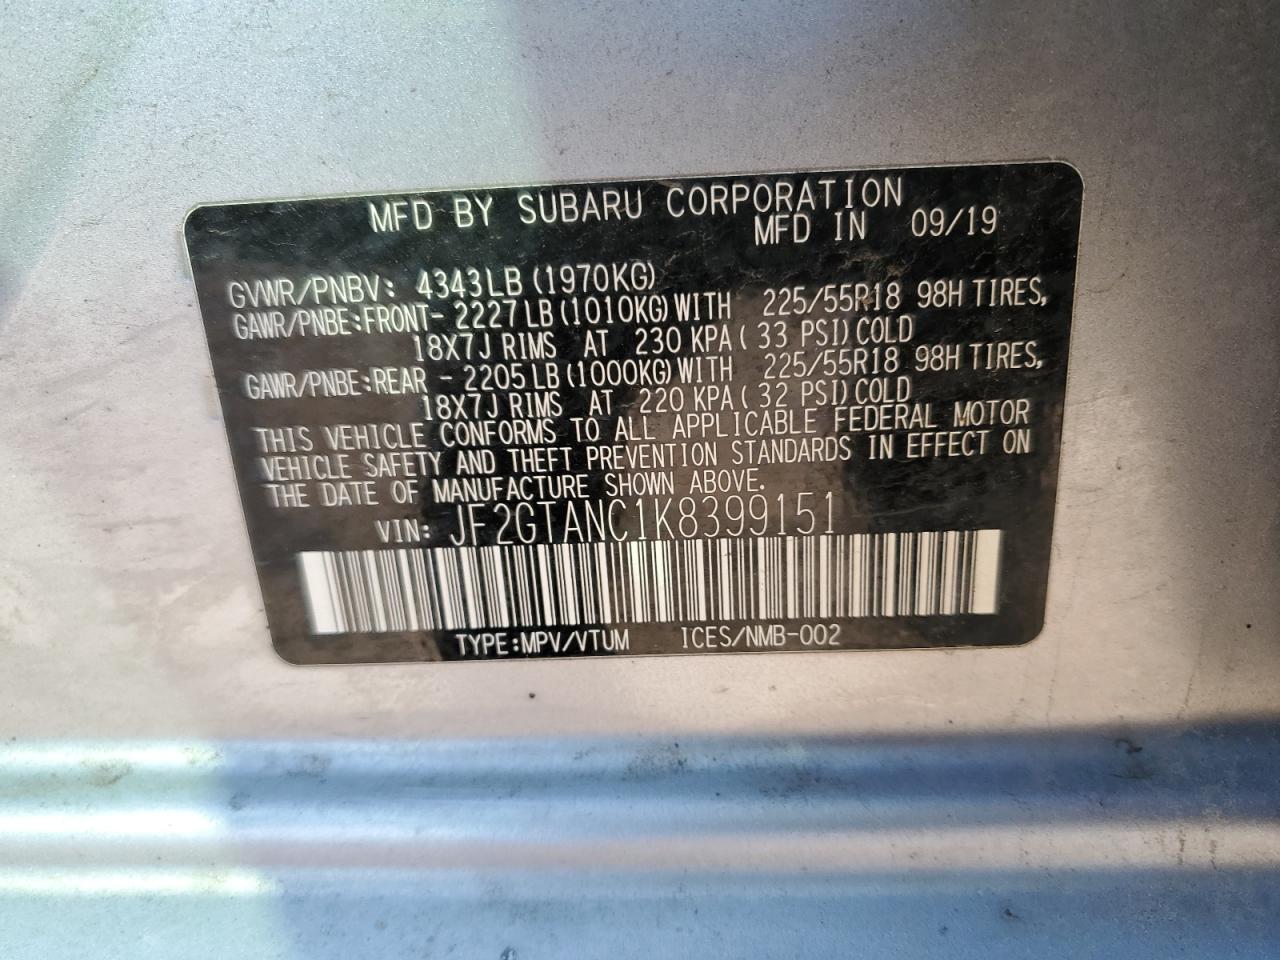 MFD BY SUBARU CORPORATION
MFD IN 09/19
GVWR/PNBV: 4343LB (1970KG)
GAWR/PNBE:FRONT- 2227LB(1010KG)WITH 225/55R18 98H TIRES,
18X7J RIMS AT 230 KPA( 33 PSI)COLD
GAWR/PNBE:REAR - 2205LB(1000KG)WITH 225/55R18 98H TIRES,
18X7J RIMS AT 220 KPA( 32 PSI)COLD
THIS VEHICLE CONFORMS TO ALL APPLICABLE FEDERAL MOTOR
VEHICLE SAFETY AND THEFT PREVENTION STANDARDS IN EFFECT ON
THE DATE OF MANUFACTURE SHOWN ABOVE.
VIN: JF2GTANC1K8399151
TYPE:MPV/VTUM ICES/NMB-002